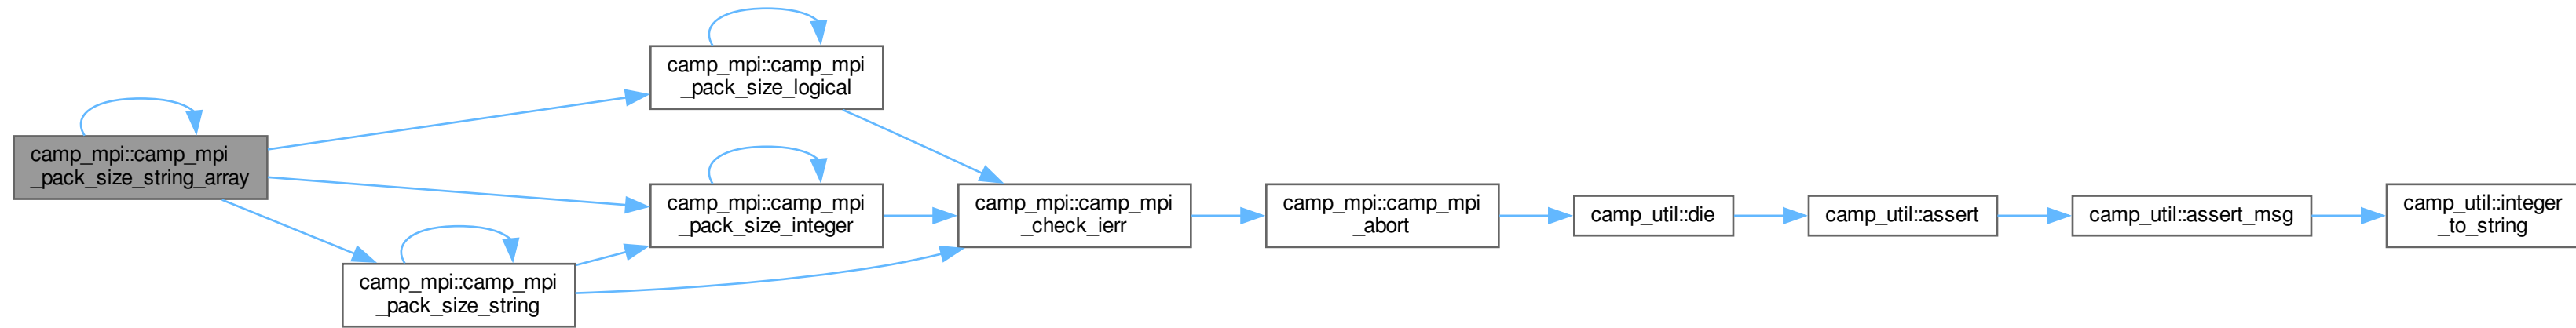 camp_mpi::camp_mpi
_pack_size_string_array
camp_mpi::camp_mpi
_pack_size_logical
camp_mpi::camp_mpi
_pack_size_integer
camp_mpi::camp_mpi
_pack_size_string
camp_mpi::camp_mpi
_check_ierr
camp_mpi::camp_mpi
_abort
camp_util::die
camp_util::assert
camp_util::assert_msg
camp_util::integer
_to_string